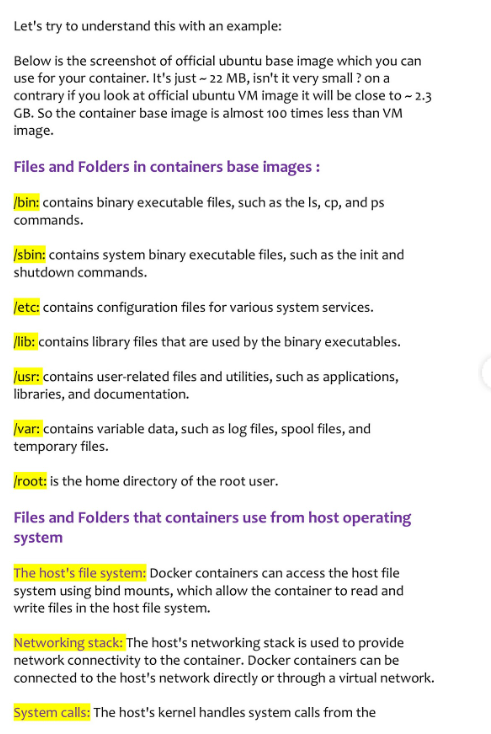 Let's try to understand this with an example:
Below is the screenshot of official ubuntu base image which you can
use for your container. It's just ~ 22 MB, isn't it very small ? on a
contrary if you look at official ubuntu VM image it will be close to ~ 2.3
GB. So the container base image is almost 100 times less than VM
image.
Files and Folders in containers base images :
/bin: contains binary executable files, such as the ls, cp, and ps
commands.
/sbin: contains system binary executable files, such as the init and
shutdown commands.
/etc: contains configuration files for various system services.
/lib: contains library files that are used by the binary executables.
/usr: contains user-related files and utilities, such as applications,
libraries, and documentation.
/var: contains variable data, such as log files, spool files, and
temporary files.
/root: is the home directory of the root user.
Files and Folders that containers use from host operating
system
The host's file system: Docker containers can access the host file
system using bind mounts, which allow the container to read and
write files in the host file system.
Networking stack: The host's networking stack is used to provide
network connectivity to the container. Docker containers can be
connected to the host's network directly or through a virtual network.
System calls: The host's kernel handles system calls from the